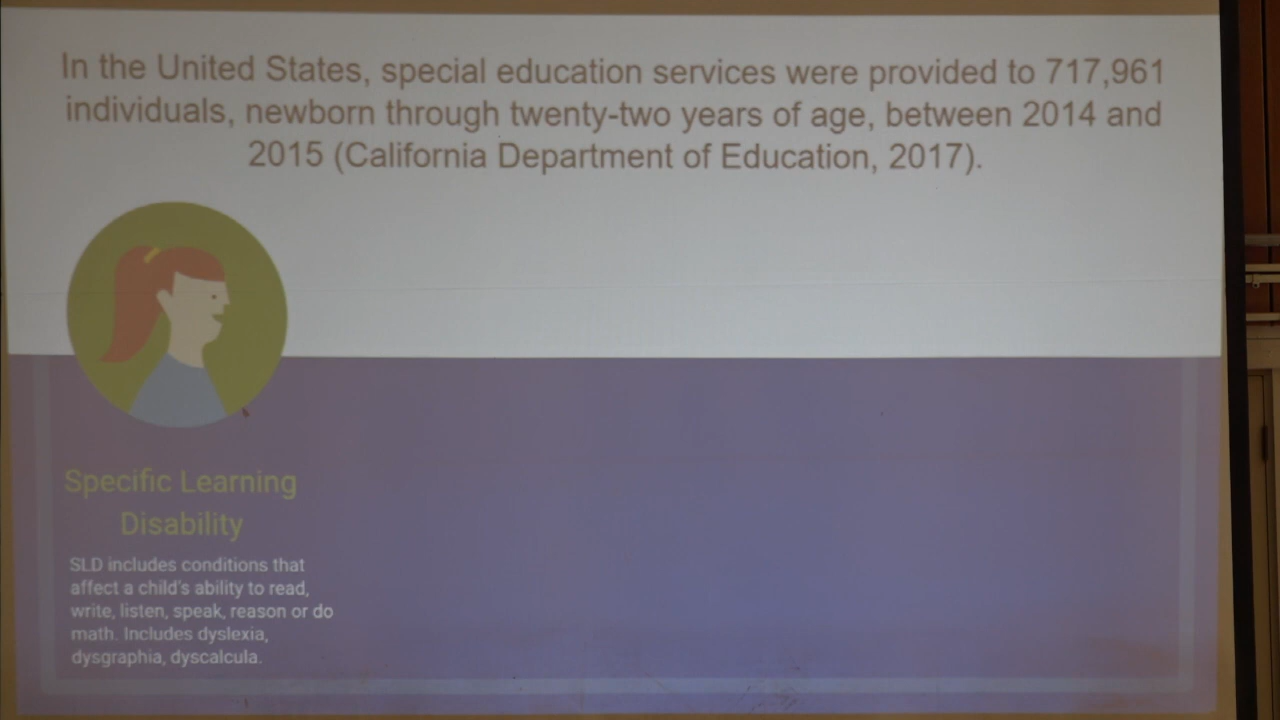 In the United States, special education services were provided to 717,961
individuals, newborn through twenty-two years of age, between 2014 and
2015 (California Department of Education, 2017).
Specific Learning
Disability
SLD includes conditions that
affect a child's ability to read,
write, listen, speak, reason or do
math. Includes dyslexia,
dysgraphia, dyscalcula.